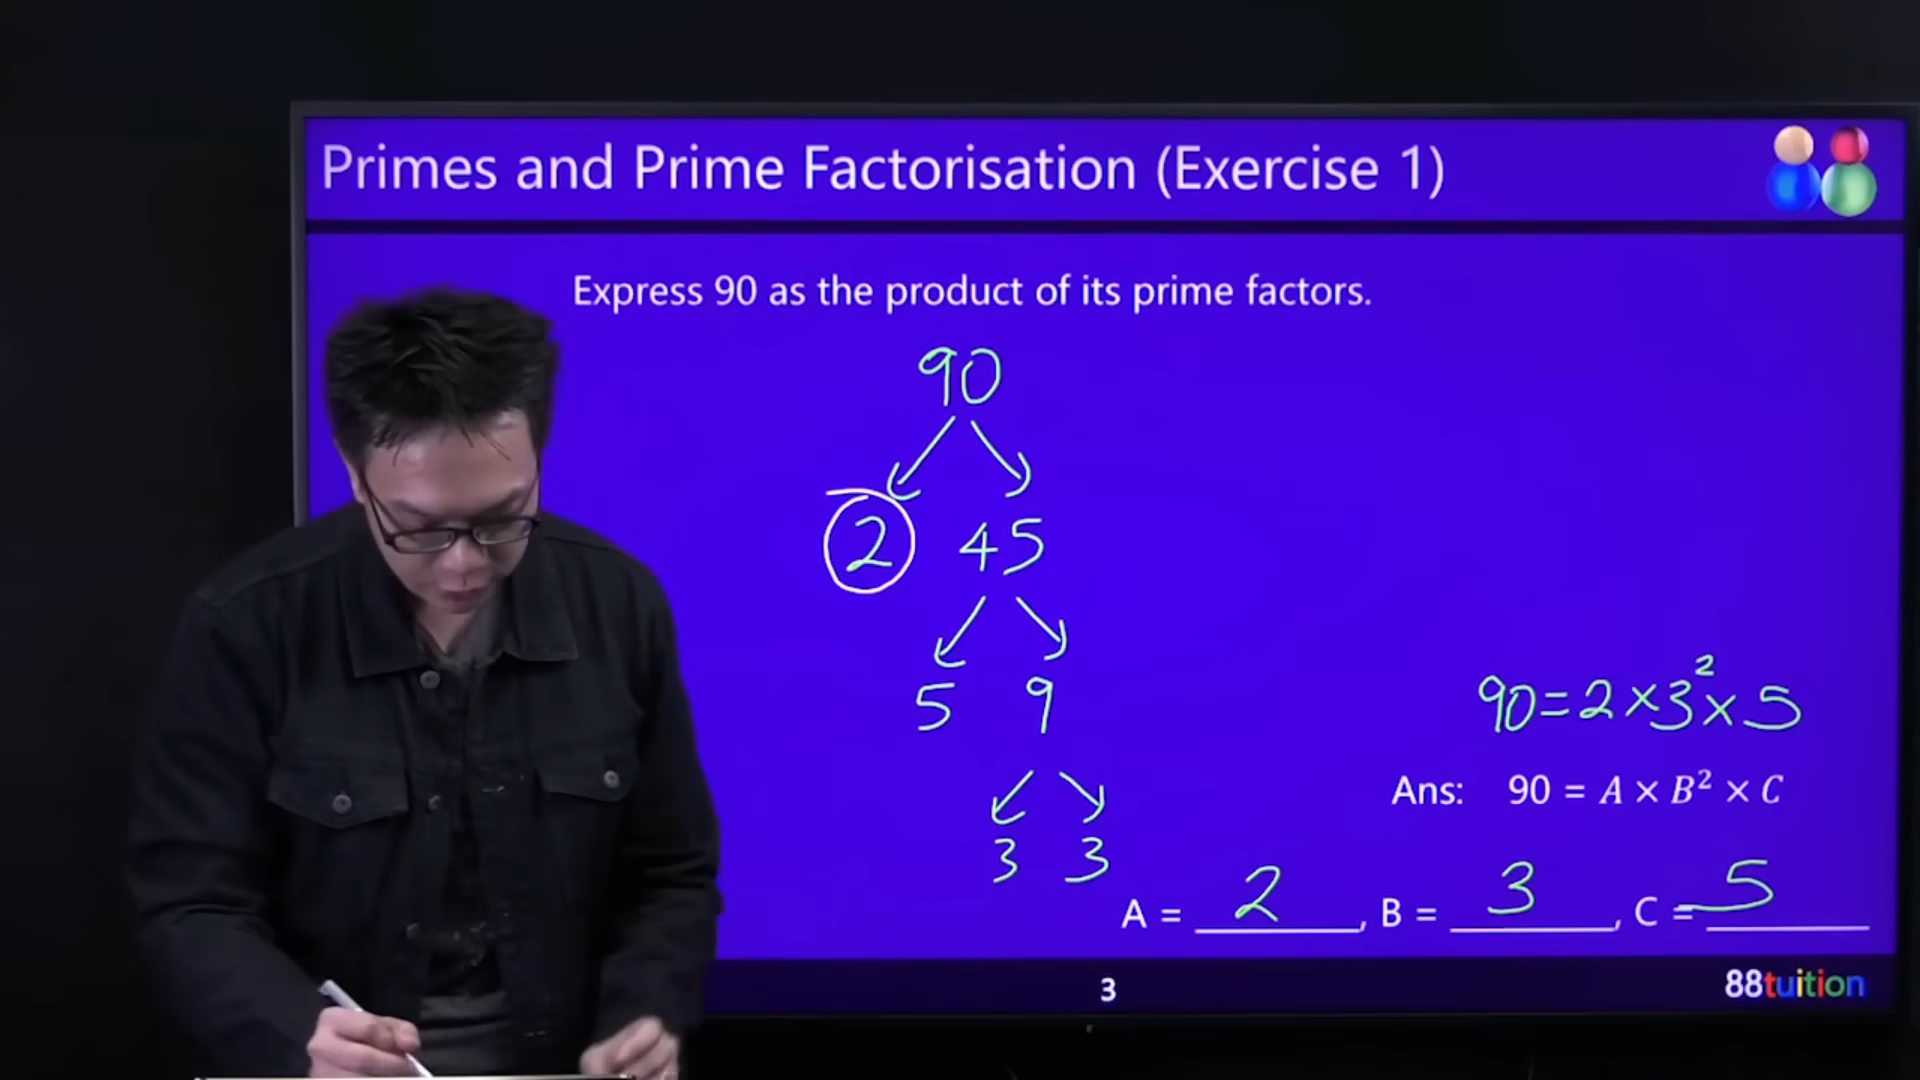 Primes and Prime Factorisation (Exercise 1)
Express 90 as the product of its prime factors.
90
2 45
5 9
3 3
90=2×3²×5
Ans: 90 = A × B² × C
A = 2, B = 3, C = 5
3
88tuition